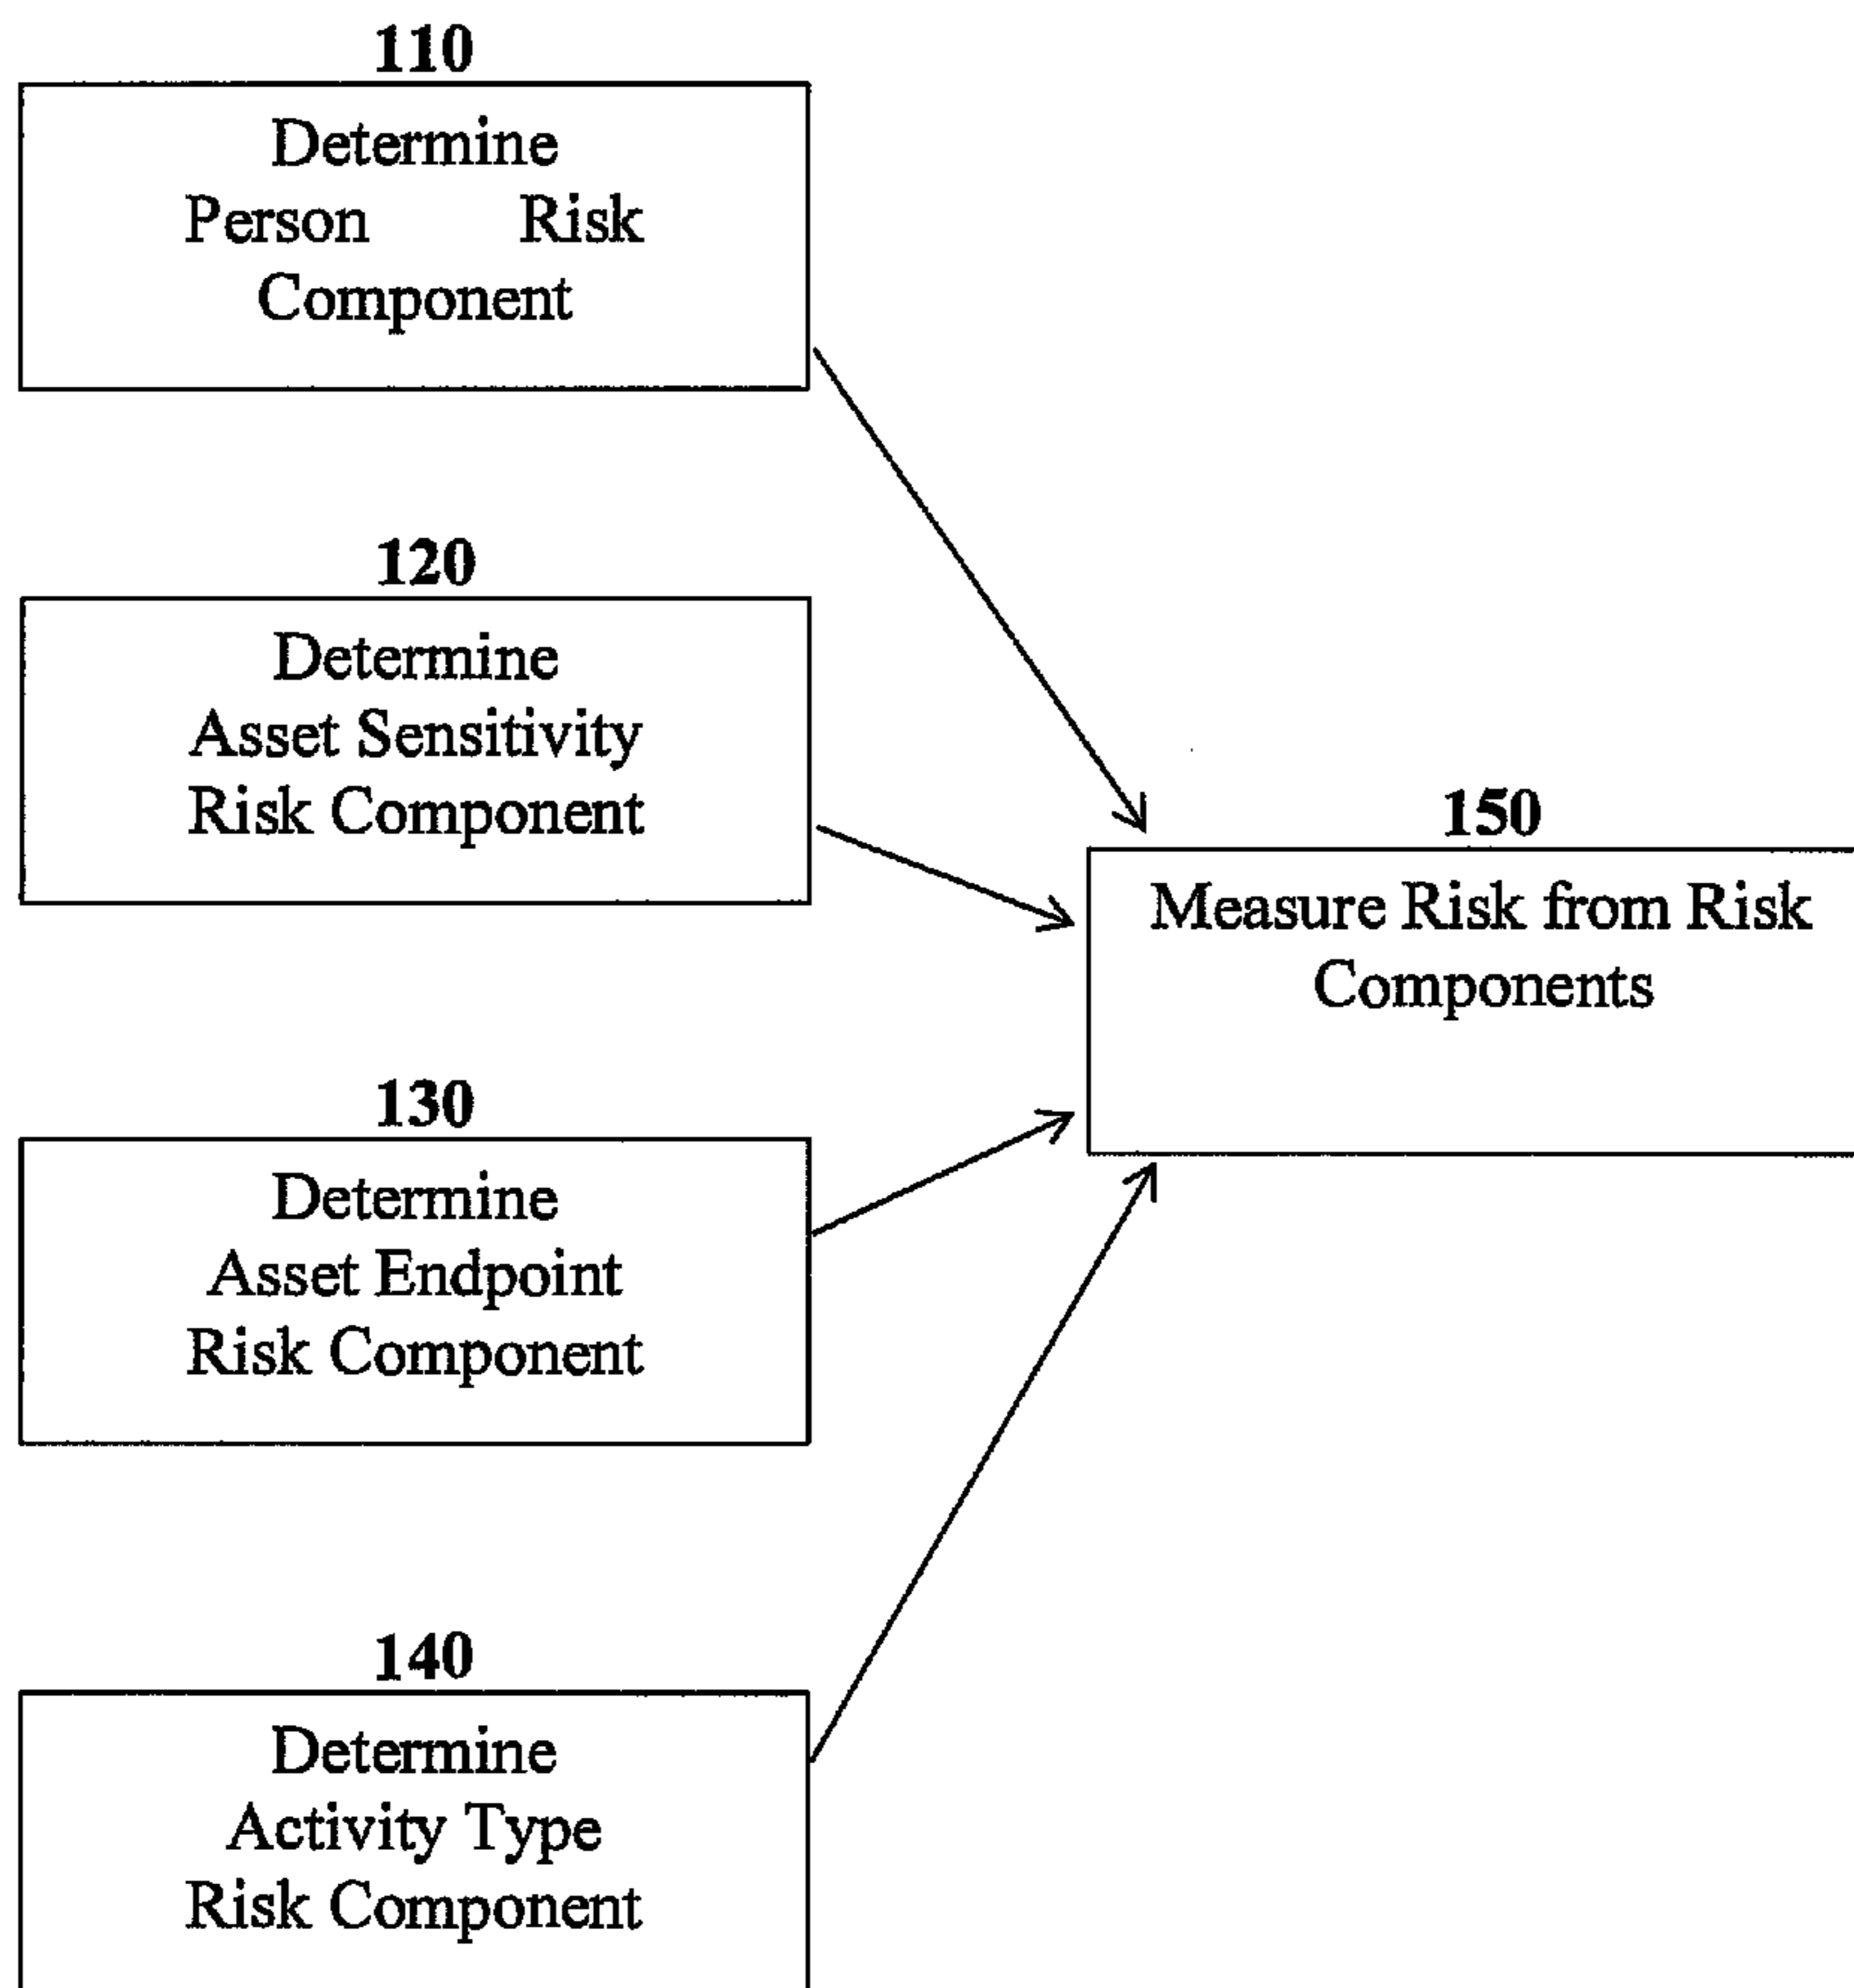 110
Determine
Person Risk
Component
120
Determine
Asset Sensitivity
Risk Component
130
Determine
Asset Endpoint
Risk Component
140
Determine
Activity Type
Risk Component
150
Measure Risk from Risk
Components